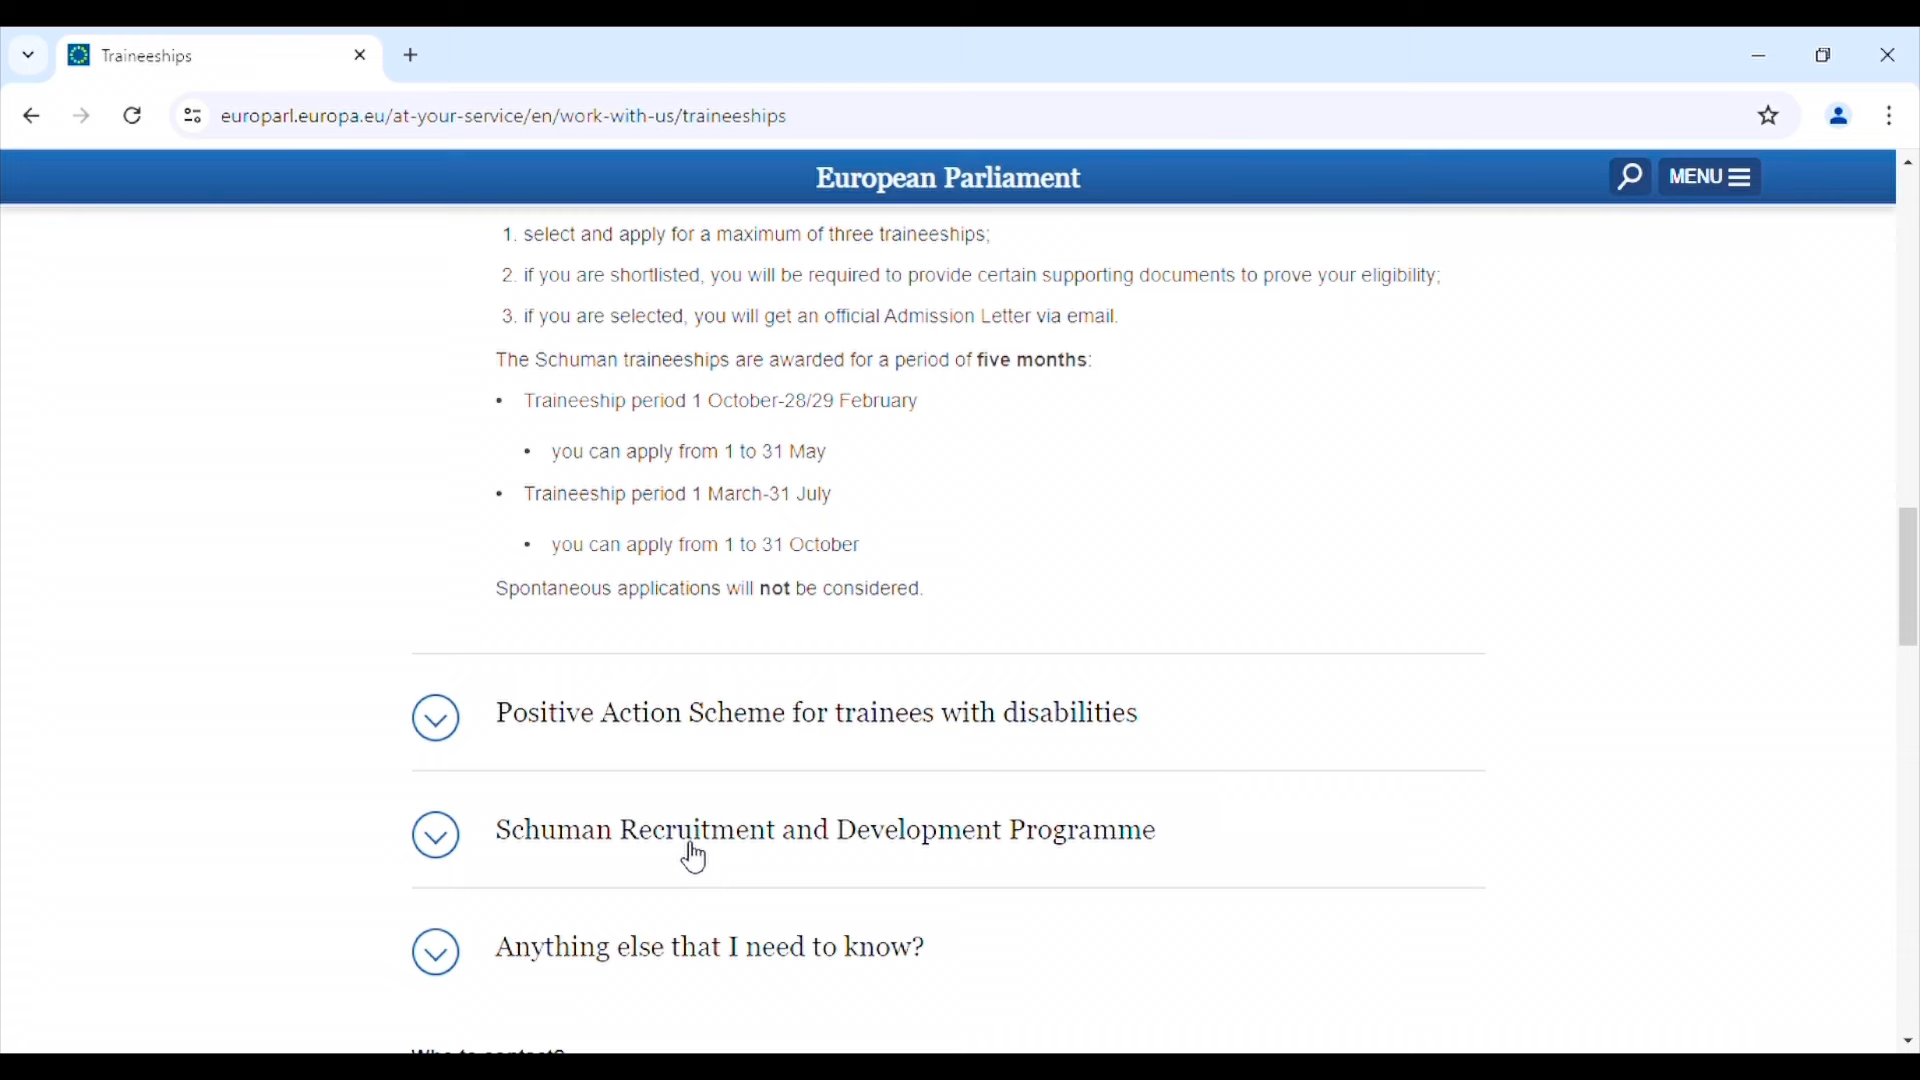 Traineeships
europarl.europa.eu/at-your-service/en/work-with-us/traineeships
European Parliament
MENU
1. select and apply for a maximum of three traineeships;
2. if you are shortlisted, you will be required to provide certain supporting documents to prove your eligibility;
3. if you are selected, you will get an official Admission Letter via email.
The Schuman traineeships are awarded for a period of five months:
• Traineeship period 1 October-28/29 February
• you can apply from 1 to 31 May
• Traineeship period 1 March-31 July
• you can apply from 1 to 31 October
Spontaneous applications will not be considered.
Positive Action Scheme for trainees with disabilities
Schuman Recruitment and Development Programme
Anything else that I need to know?